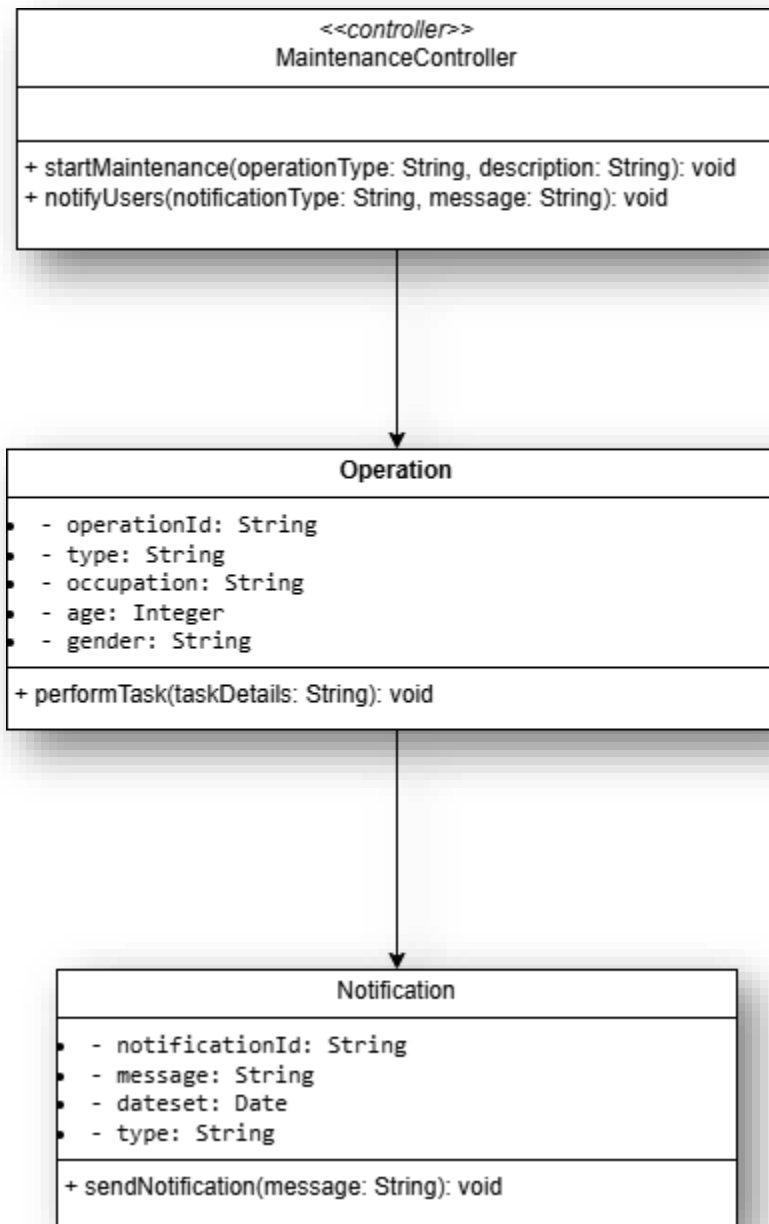 <<controller>>
MaintenanceController
+ startMaintenance(operationType: String, description: String): void
+ notifyUsers(notificationType: String, message: String): void
Operation
- operationId: String
- type: String
- occupation: String
- age: Integer
- gender: String
+ performTask(taskDetails: String): void
Notification
- notificationId: String
- message: String
- dateset: Date
- type: String
+ sendNotification(message: String): void